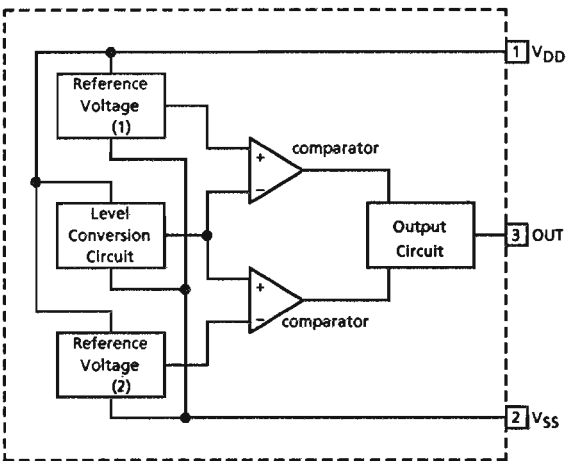 1 VDD
Reference
Voltage
(1)
comparator
+
−
Level
Conversion
Circuit
Output
Circuit
3 OUT
+
−
comparator
Reference
Voltage
(2)
2 VSS